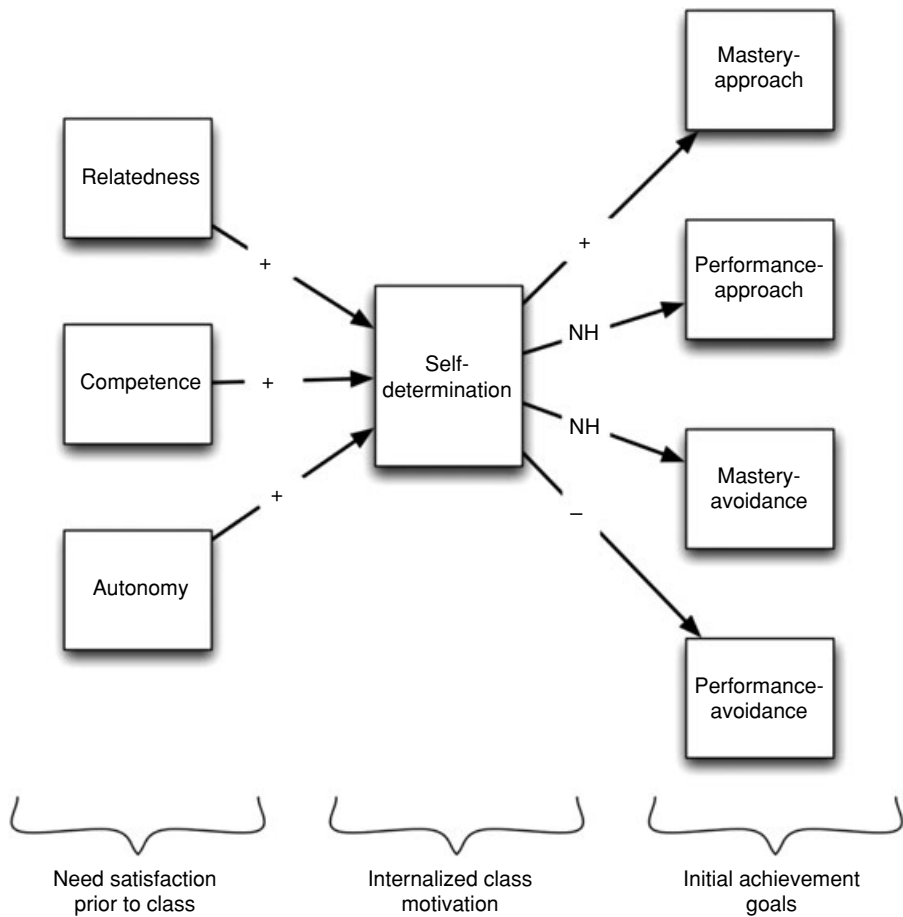 Mastery-
approach
Relatedness
+
+
Performance-
approach
NH
Self-
determination
Competence
+
NH
Mastery-
avoidance
+
–
Autonomy
Performance-
avoidance
Need satisfaction
prior to class
Internalized class
motivation
Initial achievement
goals